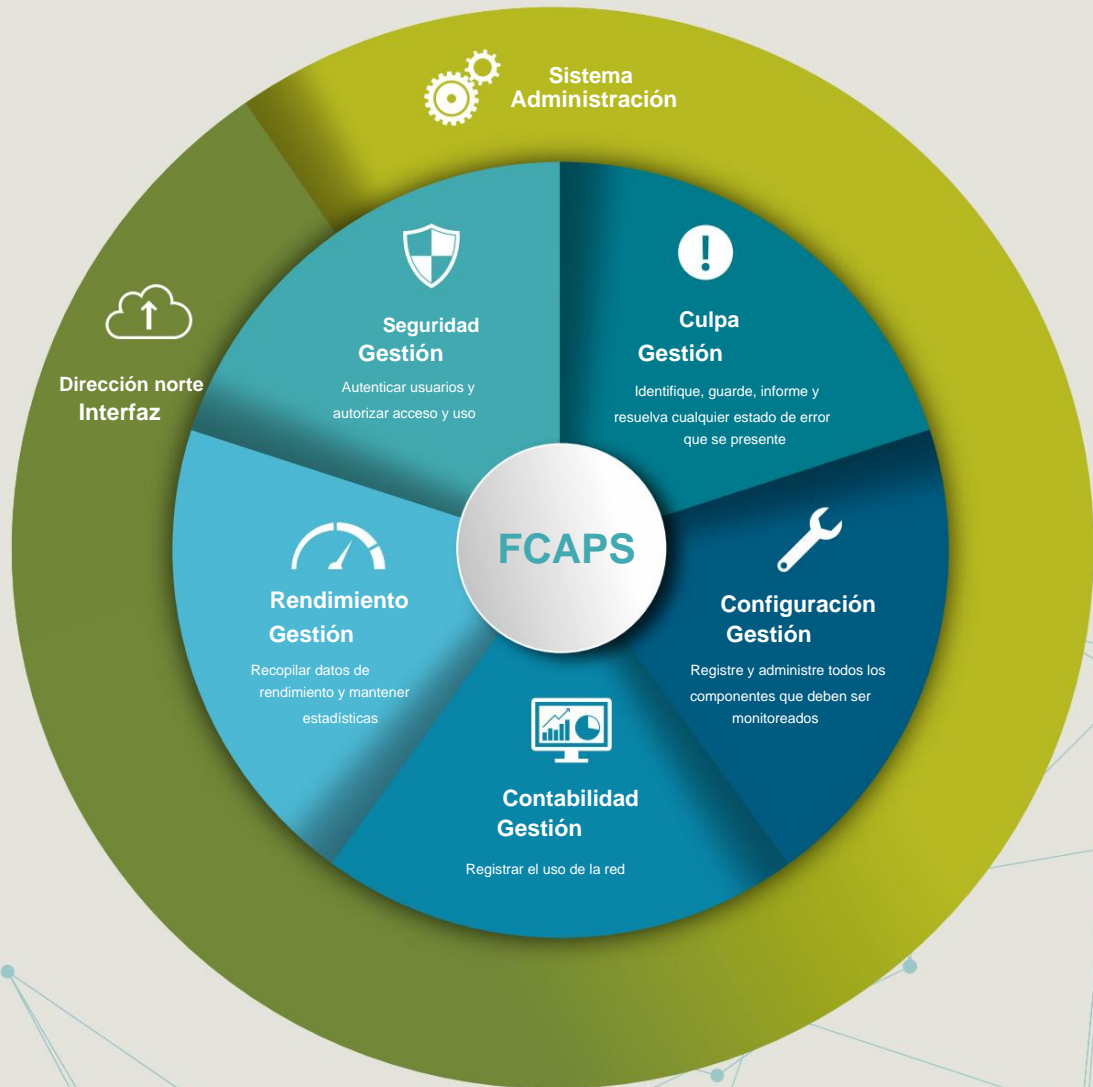 Sistema
Administración
Seguridad
Gestión
Autenticar usuarios y
autorizar acceso y uso
Culpa
Gestión
Identifique, guarde, informe y
resuelva cualquier estado de error
que se presente
Dirección norte
Interfaz
FCAPS
Rendimiento
Gestión
Recopilar datos de
rendimiento y mantener
estadísticas
Configuración
Gestión
Registre y administre todos los
componentes que deben ser
monitoreados
Contabilidad
Gestión
Registrar el uso de la red